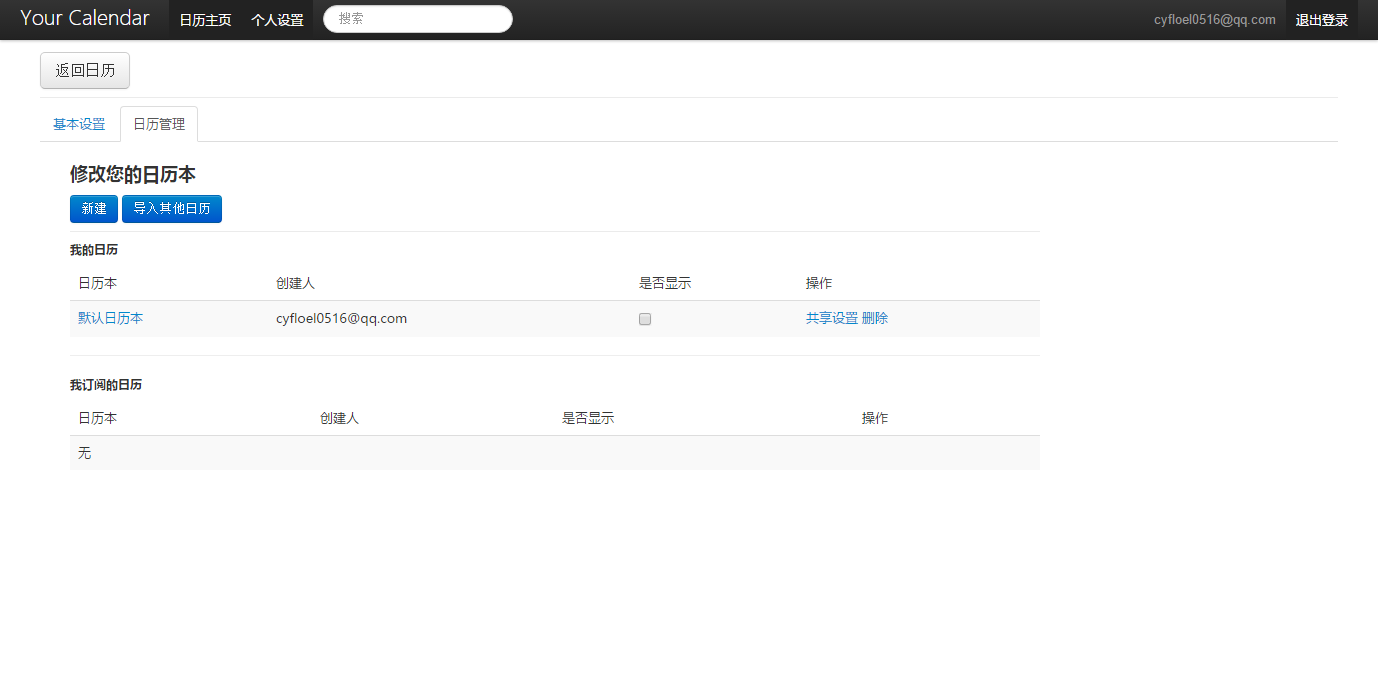 Your Calendar 日历主页 个人设置 搜索 cyfloel0516@qq.com 退出登录
返回日历
基本设置 日历管理
修改您的日历本
新建 导入其他日历
我的日历
日历本 创建人 是否显示 操作
默认日历本 cyfloel0516@qq.com 共享设置 删除
我订阅的日历
日历本 创建人 是否显示 操作
无